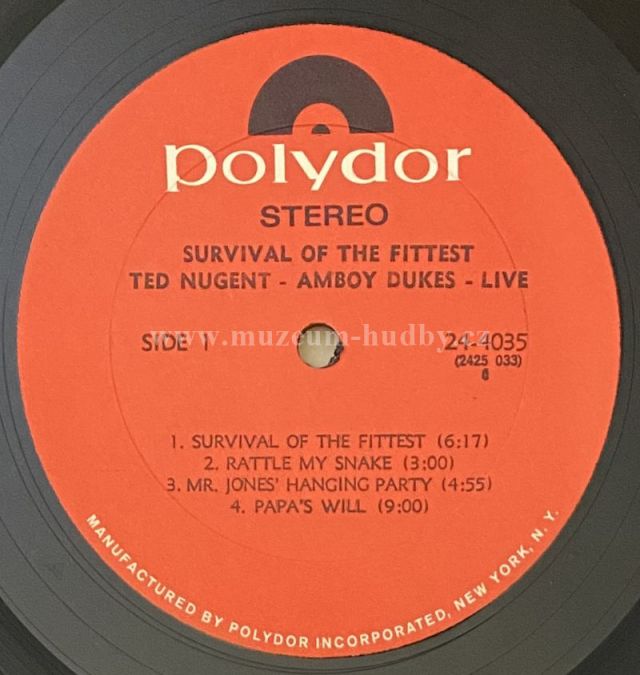 polydor
STEREO
SURVIVAL OF THE FITTEST
TED NUGENT - AMBOY DUKES - LIVE
www.muzeum-hudby.cz
SIDE 1
24-4035
(2425 033)
1. SURVIVAL OF THE FITTEST (6:17)
2. RATTLE MY SNAKE (3:00)
3. MR. JONES' HANGING PARTY (4:55)
4. PAPA'S WILL (9:00)
MANUFACTURED BY POLYDOR INCORPORATED, NEW YORK, N. Y.